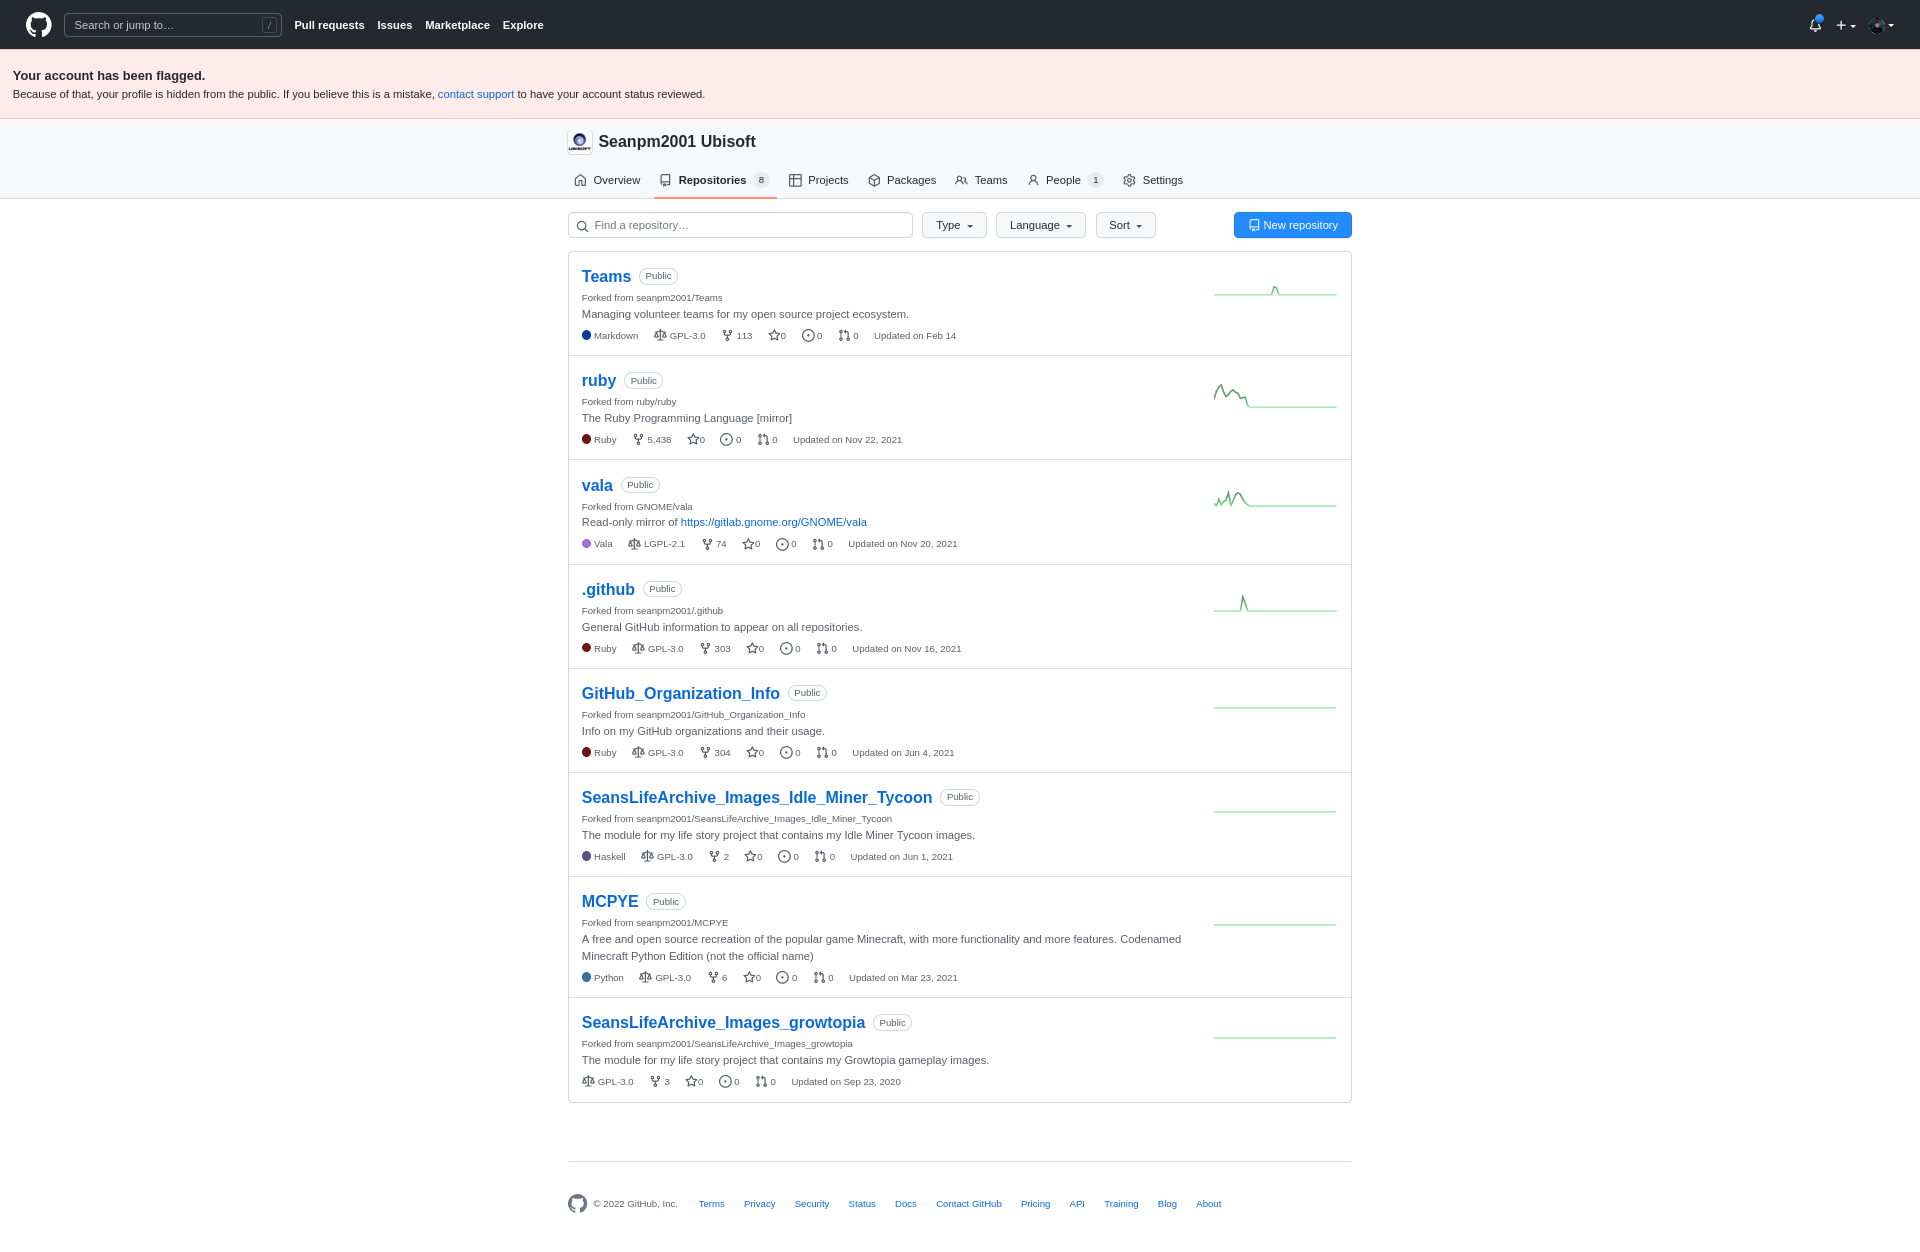 Search or jump to… /
Pull requests Issues Marketplace Explore
Your account has been flagged.
Because of that, your profile is hidden from the public. If you believe this is a mistake, contact support to have your account status reviewed.
UBISOFT Seanpm2001 Ubisoft
Overview Repositories 8 Projects Packages Teams People 1 Settings
Find a repository… Type Language Sort New repository
Teams Public
Forked from seanpm2001/Teams
Managing volunteer teams for my open source project ecosystem.
Markdown GPL-3.0 113 0 0 0 Updated on Feb 14
ruby Public
Forked from ruby/ruby
The Ruby Programming Language [mirror]
Ruby 5,438 0 0 0 Updated on Nov 22, 2021
vala Public
Forked from GNOME/vala
Read-only mirror of https://gitlab.gnome.org/GNOME/vala
Vala LGPL-2.1 74 0 0 0 Updated on Nov 20, 2021
.github Public
Forked from seanpm2001/.github
General GitHub information to appear on all repositories.
Ruby GPL-3.0 303 0 0 0 Updated on Nov 16, 2021
GitHub_Organization_Info Public
Forked from seanpm2001/GitHub_Organization_Info
Info on my GitHub organizations and their usage.
Ruby GPL-3.0 304 0 0 0 Updated on Jun 4, 2021
SeansLifeArchive_Images_Idle_Miner_Tycoon Public
Forked from seanpm2001/SeansLifeArchive_Images_Idle_Miner_Tycoon
The module for my life story project that contains my Idle Miner Tycoon images.
Haskell GPL-3.0 2 0 0 0 Updated on Jun 1, 2021
MCPYE Public
Forked from seanpm2001/MCPYE
A free and open source recreation of the popular game Minecraft, with more functionality and more features. Codenamed
Minecraft Python Edition (not the official name)
Python GPL-3.0 6 0 0 0 Updated on Mar 23, 2021
SeansLifeArchive_Images_growtopia Public
Forked from seanpm2001/SeansLifeArchive_Images_growtopia
The module for my life story project that contains my Growtopia gameplay images.
GPL-3.0 3 0 0 0 Updated on Sep 23, 2020
© 2022 GitHub, Inc. Terms Privacy Security Status Docs Contact GitHub Pricing API Training Blog About